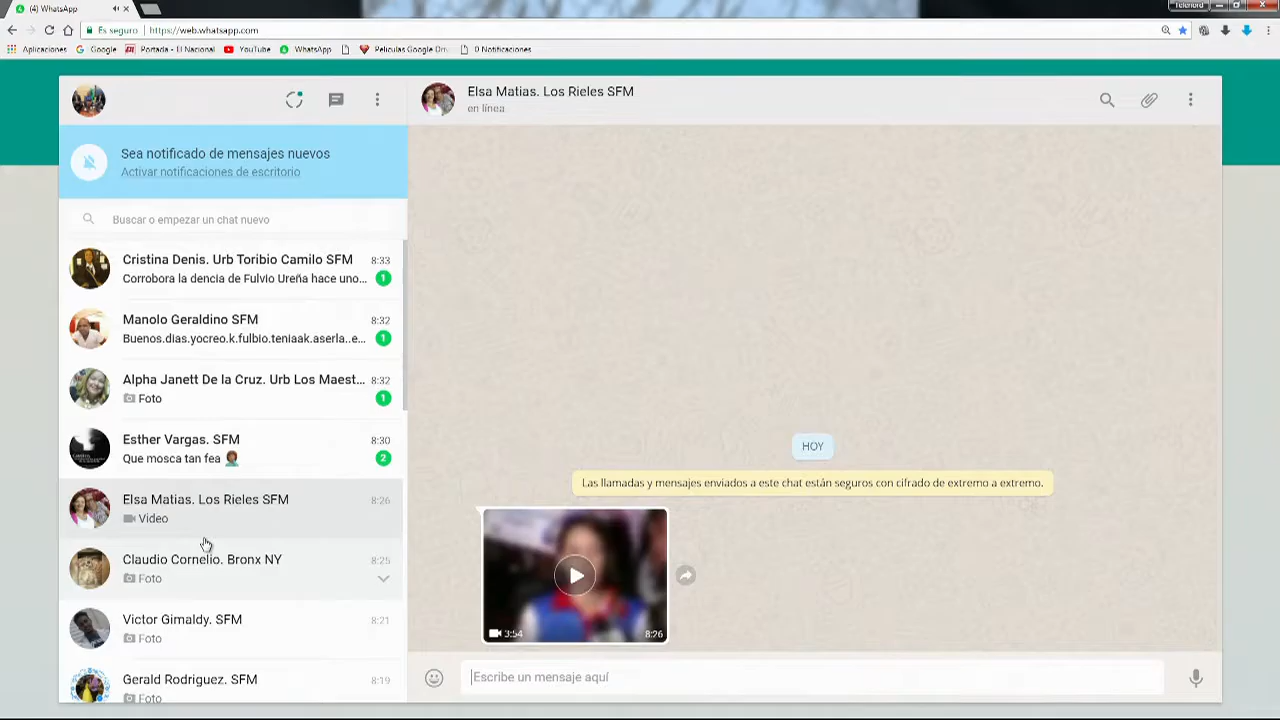 (4) WhatsApp
Telenord
Es seguro | https://web.whatsapp.com
Aplicaciones Google Portada - El Nacional YouTube WhatsApp Peliculas Google Dri 0 Notificaciones
Elsa Matias. Los Rieles SFM
en línea
Sea notificado de mensajes nuevos
Activar notificaciones de escritorio
Buscar o empezar un chat nuevo
Cristina Denis. Urb Toribio Camilo SFM 8:33
Corrobora la dencia de Fulvio Ureña hace uno... 1
Manolo Geraldino SFM 8:32
Buenos.dias.yocreo.k.fulbio.teniaak.aserla..e... 1
Alpha Janett De la Cruz. Urb Los Maest... 8:32
Foto 1
Esther Vargas. SFM 8:30
Que mosca tan fea 2
Elsa Matias. Los Rieles SFM 8:26
Video
Claudio Cornelio. Bronx NY 8:25
Foto
Victor Gimaldy. SFM 8:21
Foto
Gerald Rodriguez. SFM 8:19
Foto
HOY
Las llamadas y mensajes enviados a este chat están seguros con cifrado de extremo a extremo.
3:54 8:26
Escribe un mensaje aquí